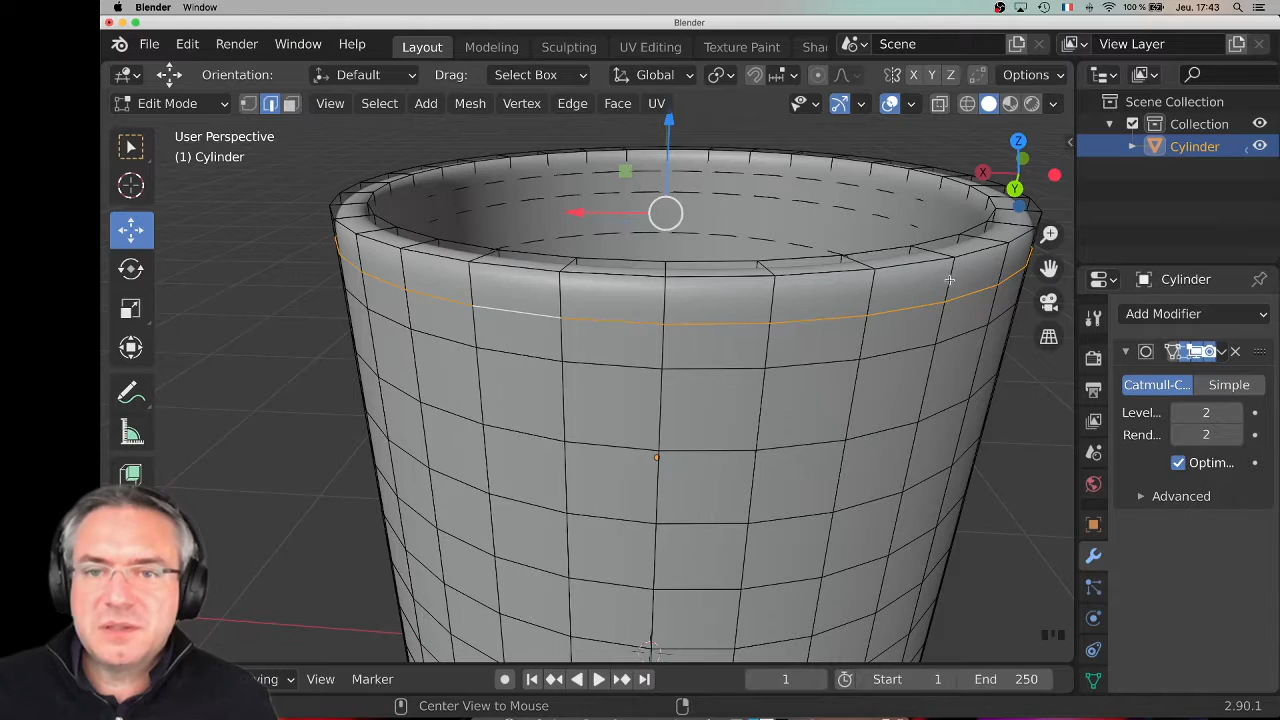 Blender Window 100 % Jeu. 17:43
Blender
File Edit Render Window Help Layout Modeling Sculpting UV Editing Texture Paint Sha Scene View Layer
Orientation: Default Drag: Select Box Global Options
Edit Mode View Select Add Mesh Vertex Edge Face UV X Y Z
User Perspective
(1) Cylinder
Z
X
Y
Scene Collection
Collection
Cylinder
Cylinder
Add Modifier
Catmull-C... Simple
Level... 2
Rend... 2
Optim...
Advanced
ying View Marker 1 Start 1 End 250
Center View to Mouse 2.90.1